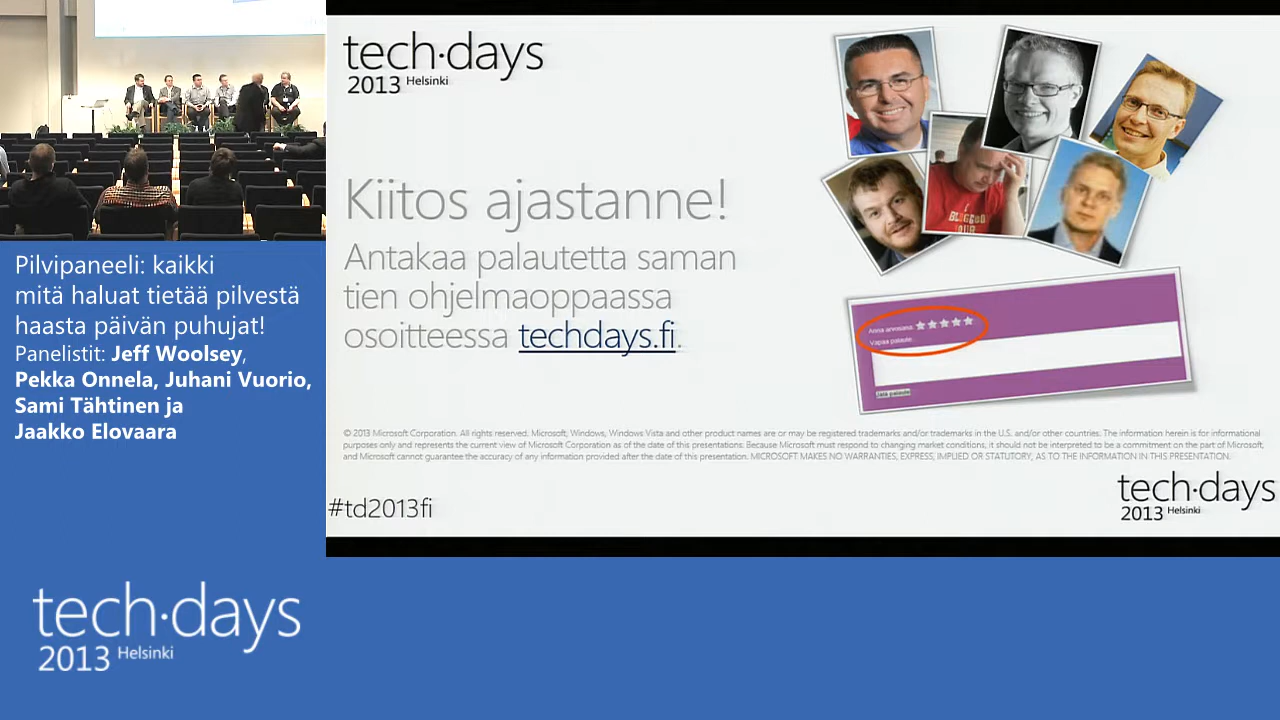 Pilvipaneeli: kaikki
mitä haluat tietää pilvestä
haasta päivän puhujat!
Panelistit: Jeff Woolsey,
Pekka Onnela, Juhani Vuorio,
Sami Tähtinen ja
Jaakko Elovaara
tech·days
2013 Helsinki
tech·days
2013 Helsinki
Kiitos ajastanne!
Antakaa palautetta saman
tien ohjelmaoppaassa
osoitteessa techdays.fi.
Anna arvosana:
Vapaa palaute:
Jätä palaute
© 2013 Microsoft Corporation. All rights reserved. Microsoft, Windows, Windows Vista and other product names are or may be registered trademarks and/or trademarks in the U.S. and/or other countries. The information herein is for informational
purposes only and represents the current view of Microsoft Corporation as of the date of this presentation. Because Microsoft must respond to changing market conditions, it should not be interpreted to be a commitment on the part of Microsoft,
and Microsoft cannot guarantee the accuracy of any information provided after the date of this presentation. MICROSOFT MAKES NO WARRANTIES, EXPRESS, IMPLIED OR STATUTORY, AS TO THE INFORMATION IN THIS PRESENTATION.
#td2013fi
tech·days
2013 Helsinki